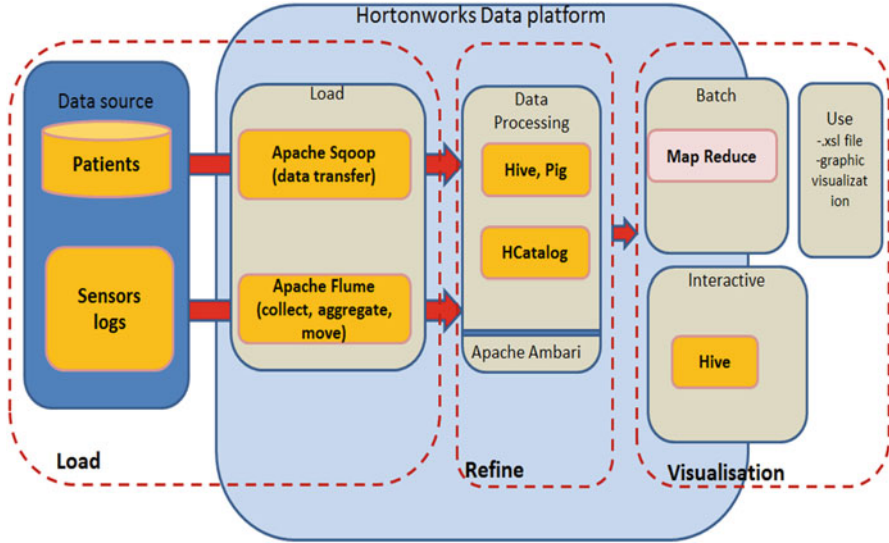 Hortonworks Data platform
Data source
Patients
Sensors
logs
Load
Load
Apache Sqoop
(data transfer)
Apache Flume
(collect, aggregate,
move)
Data
Processing
Hive, Pig
HCatalog
Apache Ambari
Refine
Batch
Map Reduce
Interactive
Hive
Visualisation
Use
-.xsl file
-graphic
visualizat
ion